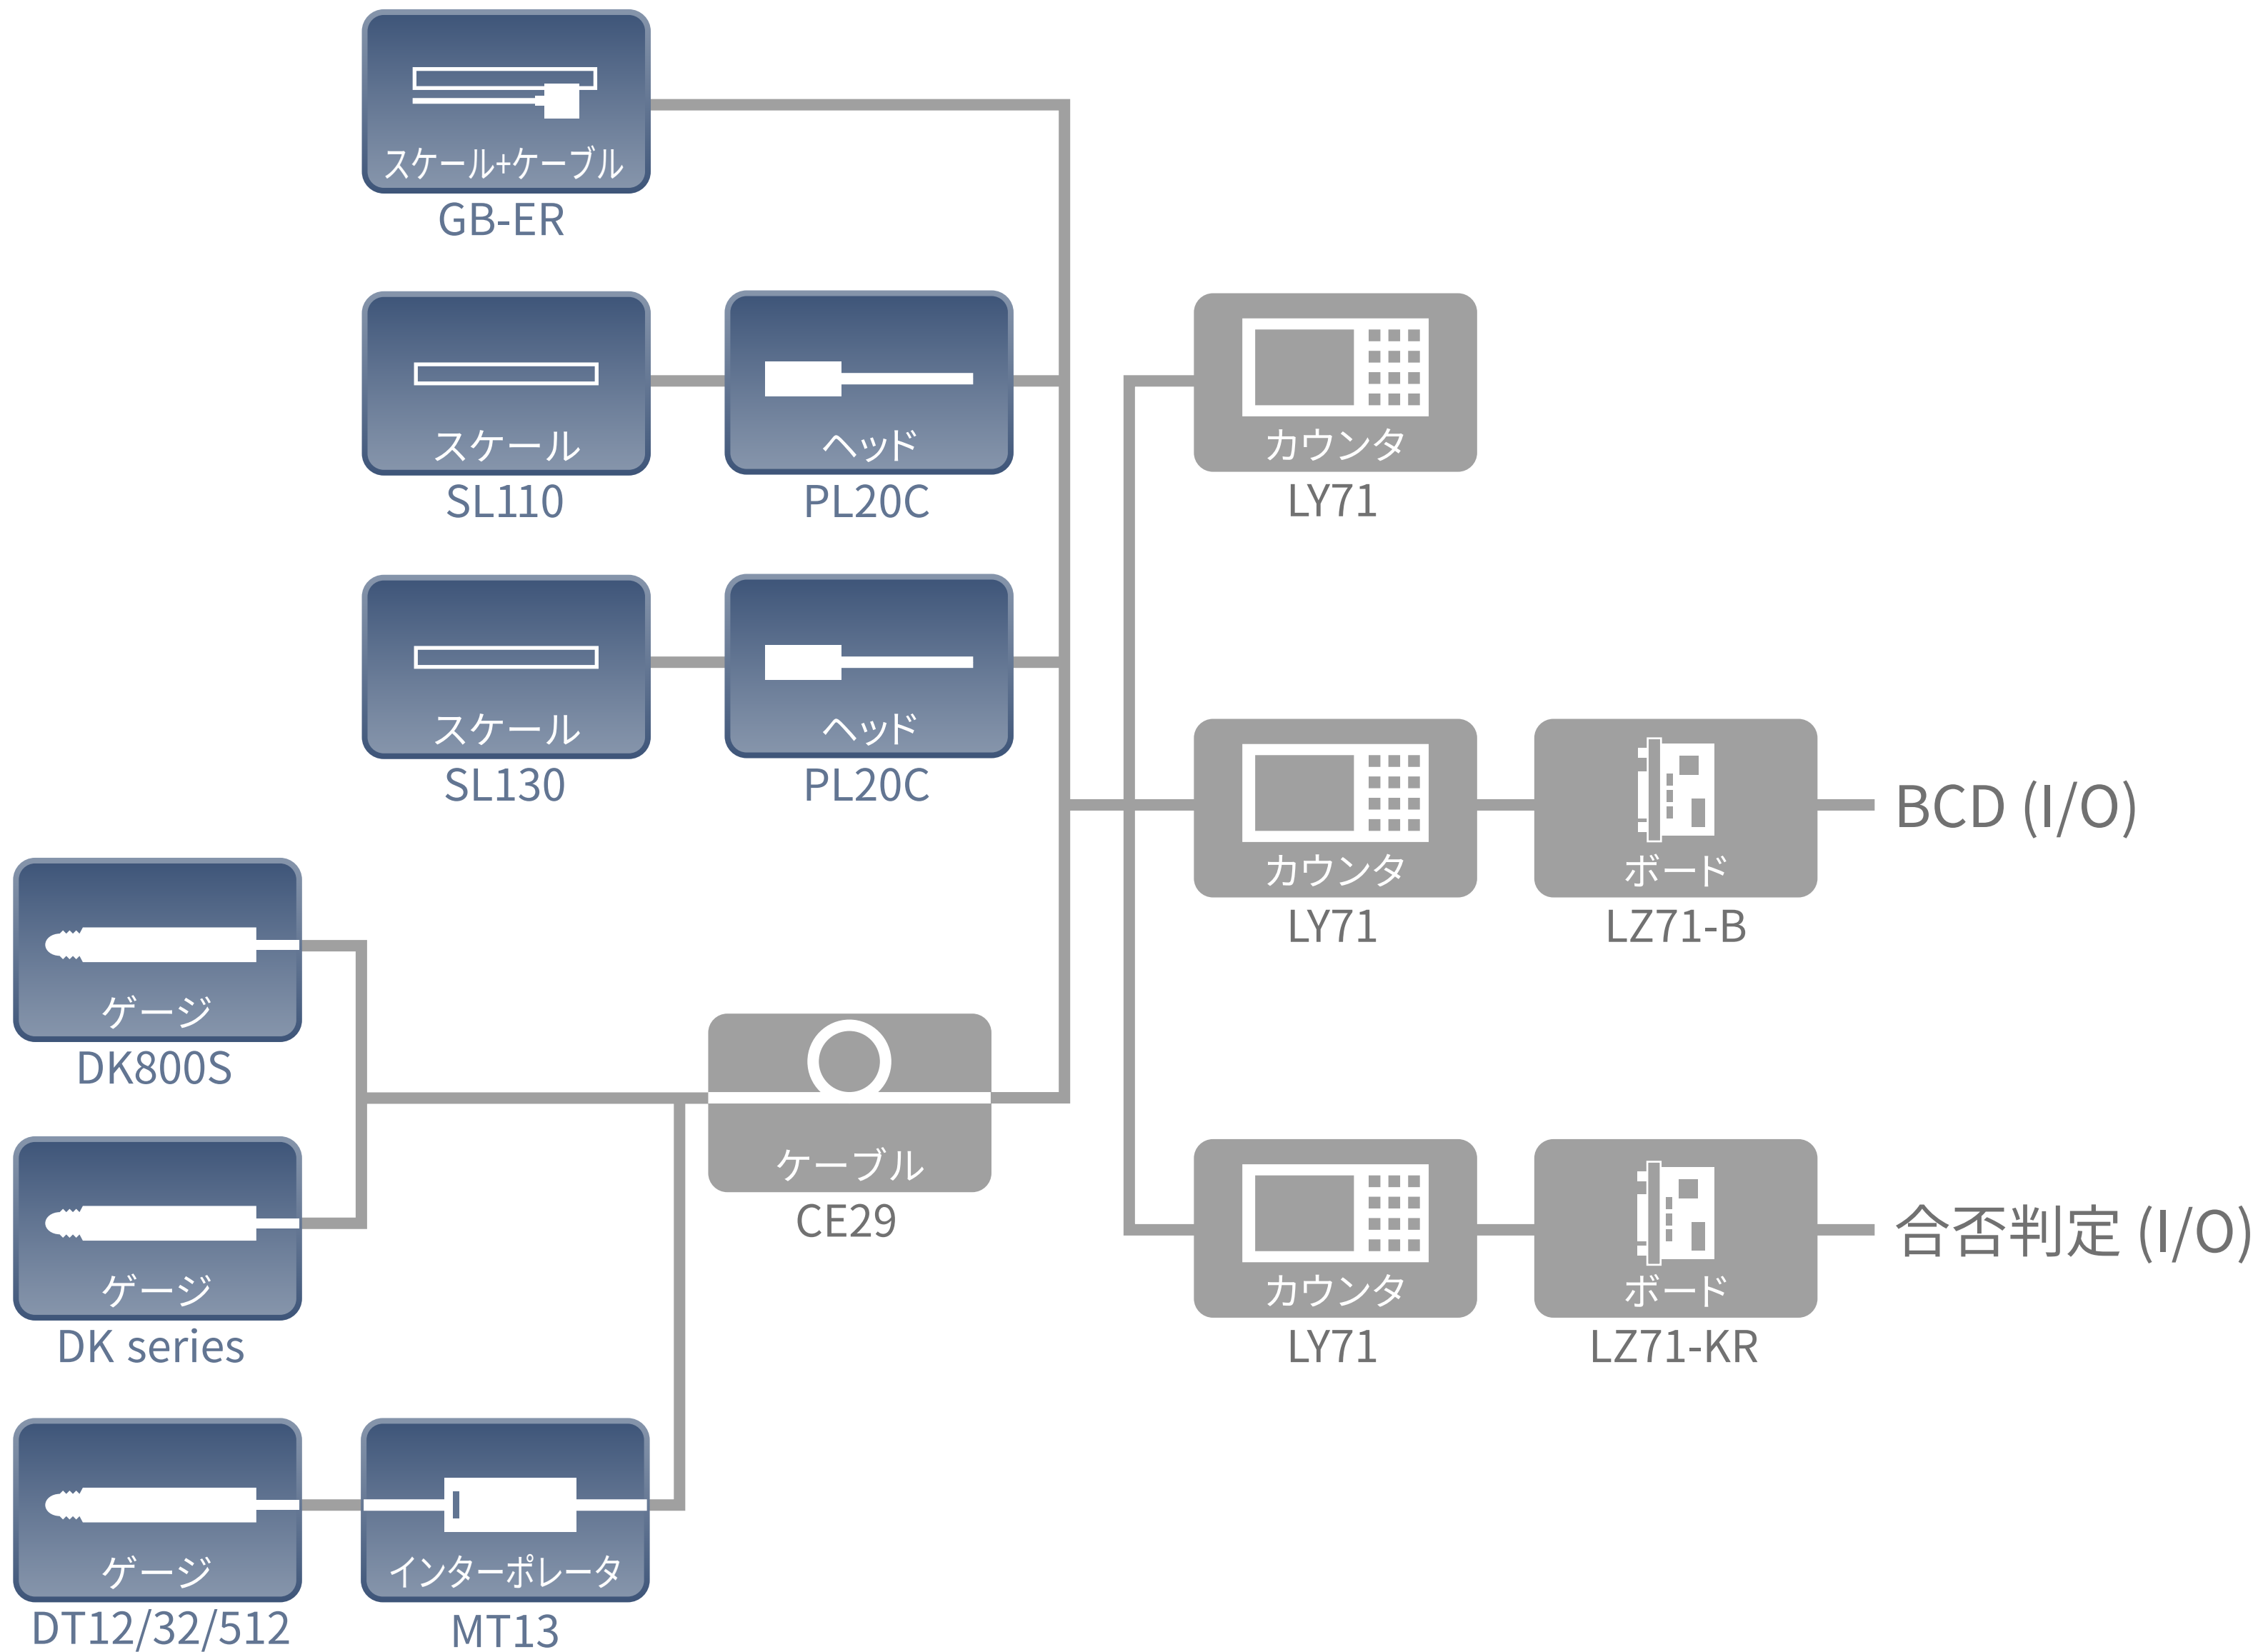 スケール+ケーブル
GB-ER
スケール
SL110
ヘッド
PL20C
カウンタ
LY71
スケール
SL130
ヘッド
PL20C
カウンタ
LY71
ボード
LZ71-B
BCD (I/O)
ゲージ
DK800S
ゲージ
DK series
ケーブル
CE29
カウンタ
LY71
ボード
LZ71-KR
合否判定 (I/O)
ゲージ
DT12/32/512
インターポレータ
MT13